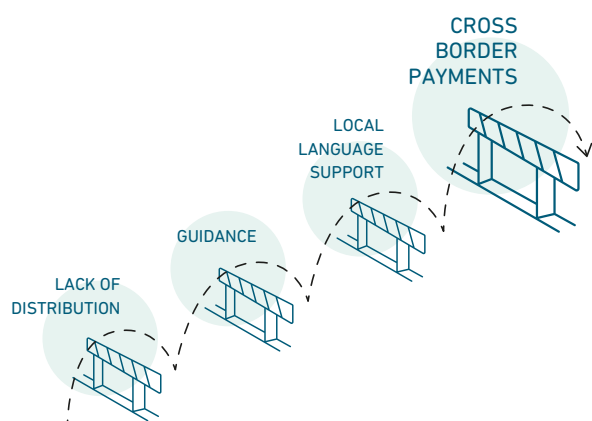 CROSS
BORDER
PAYMENTS
LOCAL
LANGUAGE
SUPPORT
GUIDANCE
LACK OF
DISTRIBUTION